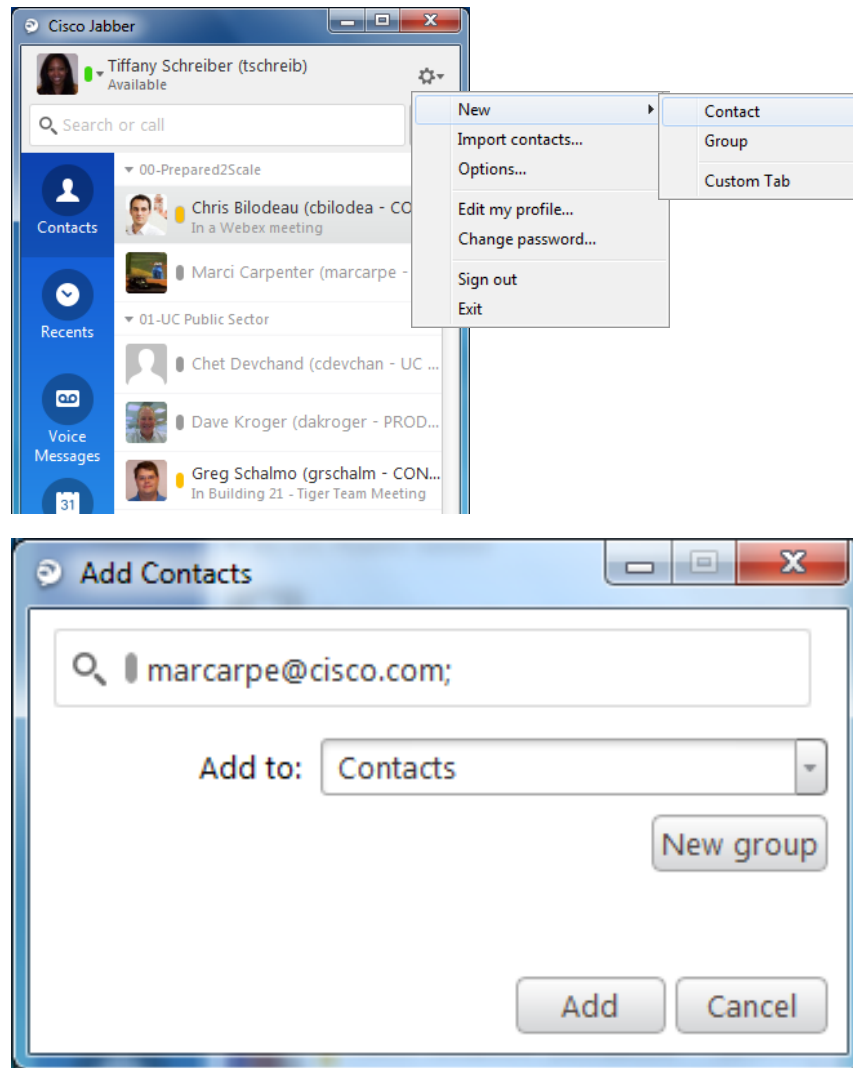 Cisco Jabber
Tiffany Schreiber (tschreib)
Available
Search or call
Contacts
Recents
Voice
Messages
31
00-Prepared2Scale
Chris Bilodeau (cbilodea - CO
In a Webex meeting
Marci Carpenter (marcarpe -
01-UC Public Sector
Chet Devchand (cdevchan - UC ...
Dave Kroger (dakroger - PROD...
Greg Schalmo (grschalm - CON...
In Building 21 - Tiger Team Meeting
New
Import contacts...
Options...
Edit my profile...
Change password...
Sign out
Exit
Contact
Group
Custom Tab
Add Contacts
marcarpe@cisco.com;
Add to: Contacts
New group
Add Cancel